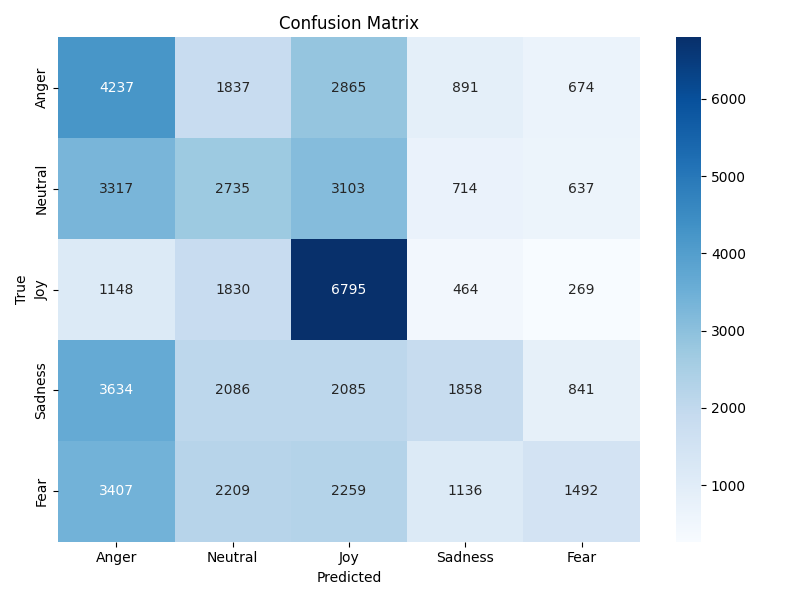 Confusion Matrix
True
Anger 4237 1837 2865 891 674
Neutral 3317 2735 3103 714 637
Joy 1148 1830 6795 464 269
Sadness 3634 2086 2085 1858 841
Fear 3407 2209 2259 1136 1492
Anger Neutral Joy Sadness Fear
Predicted
6000
5000
4000
3000
2000
1000